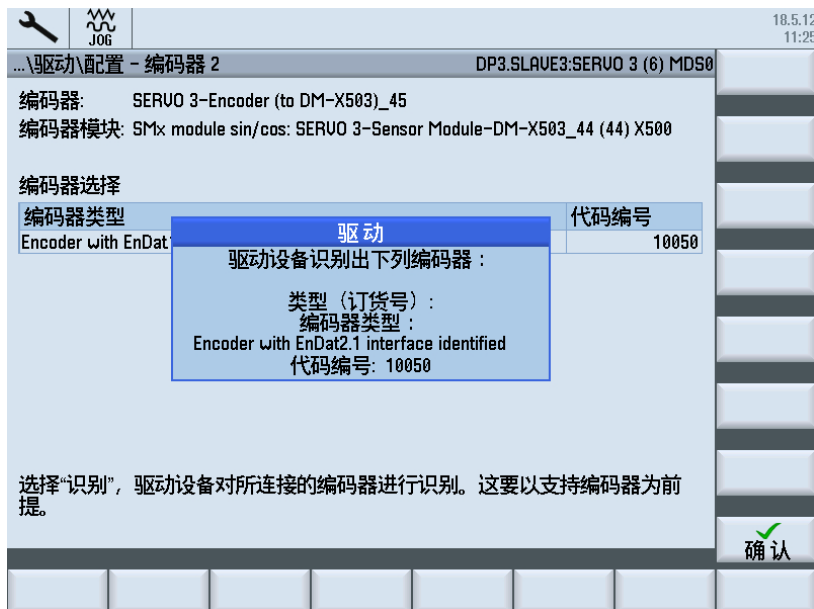 JOG
18.5.12
11:25
...\驱动\配置 - 编码器 2
DP3.SLAVE3:SERVO 3 (6) MDS0
编码器: SERVO 3-Encoder (to DM-X503)_45
编码器模块: SMx module sin/cos: SERVO 3-Sensor Module-DM-X503_44 (44) X500
编码器选择
编码器类型 代码编号
Encoder with EnDat 10050
驱动
驱动设备识别出下列编码器：
类型（订货号）:
编码器类型：
Encoder with EnDat2.1 interface identified
代码编号: 10050
选择“识别”，驱动设备对所连接的编码器进行识别。这要以支持编码器为前
提。
确认